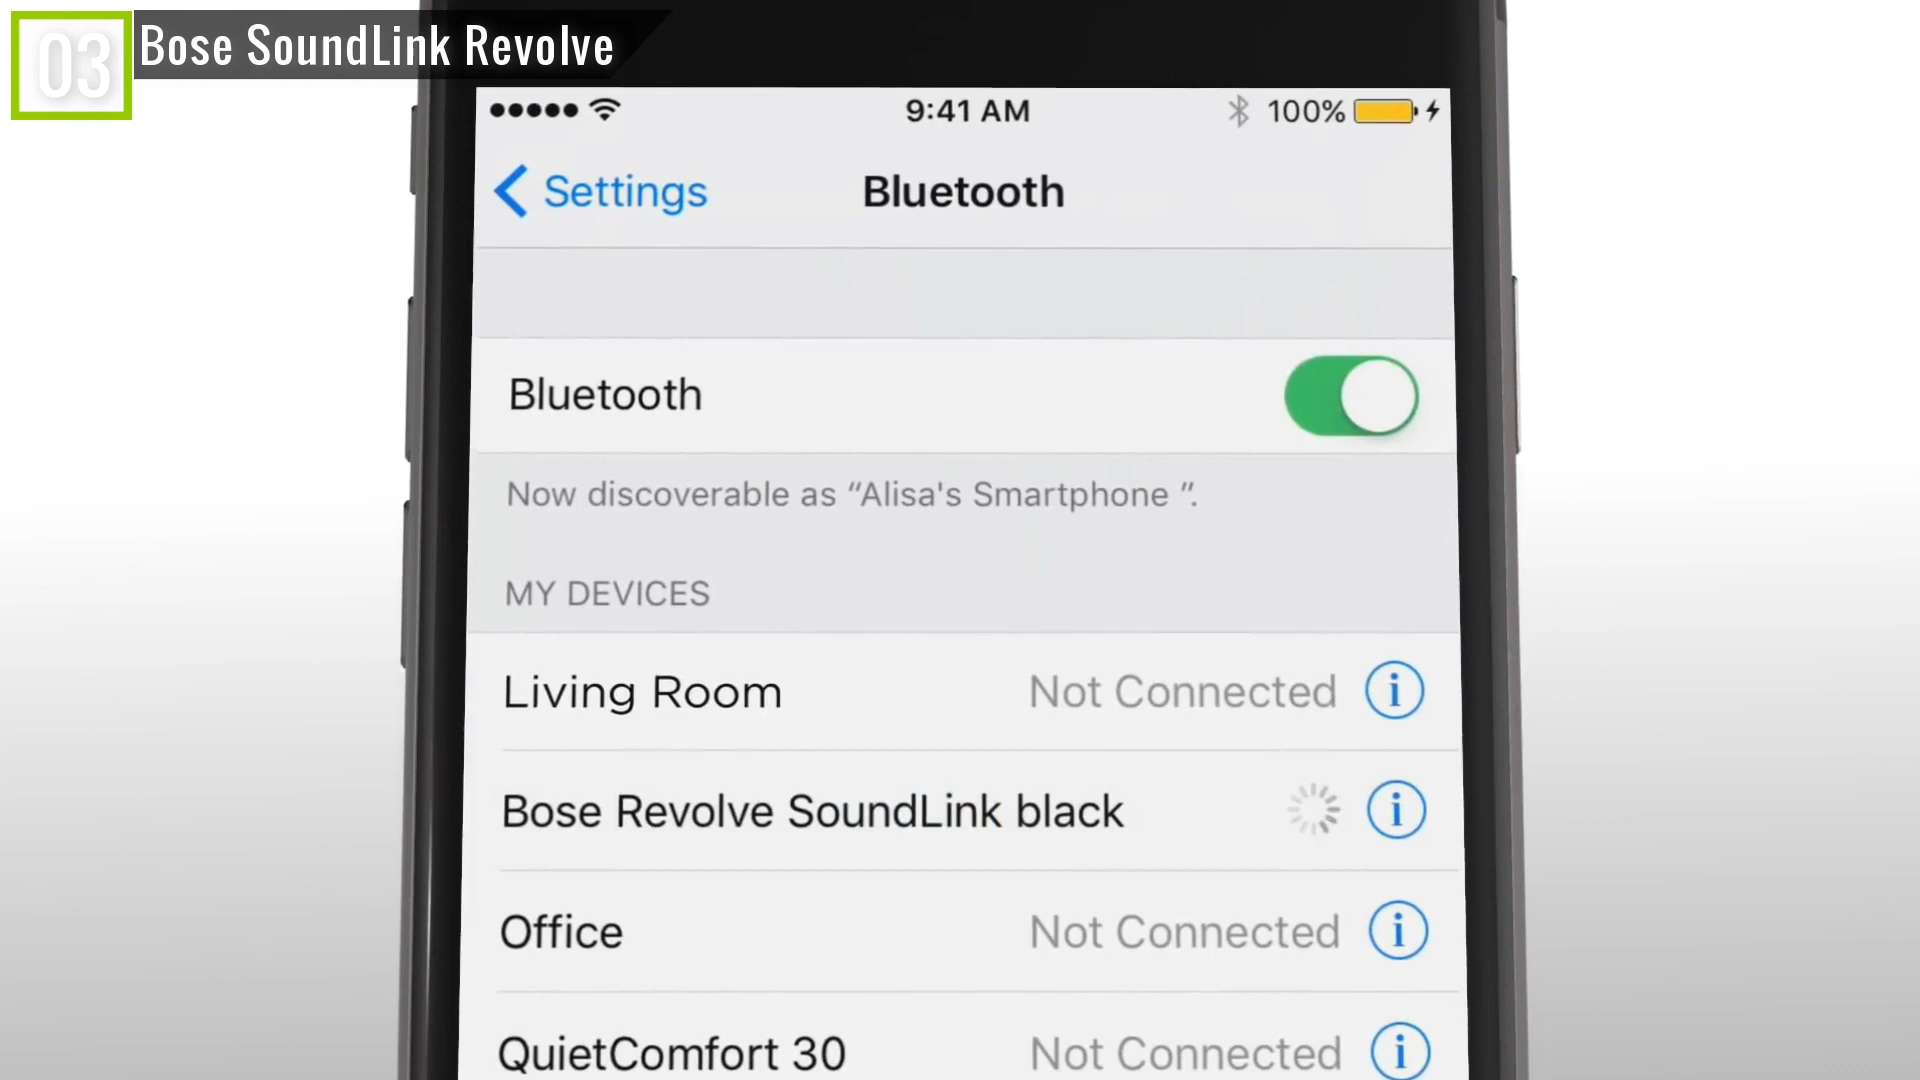 03
Bose SoundLink Revolve
9:41 AM
100%
Settings
Bluetooth
Bluetooth
Now discoverable as “Alisa's Smartphone ”.
MY DEVICES
Living Room Not Connected
Bose Revolve SoundLink black
Office Not Connected
QuietComfort 30 Not Connected